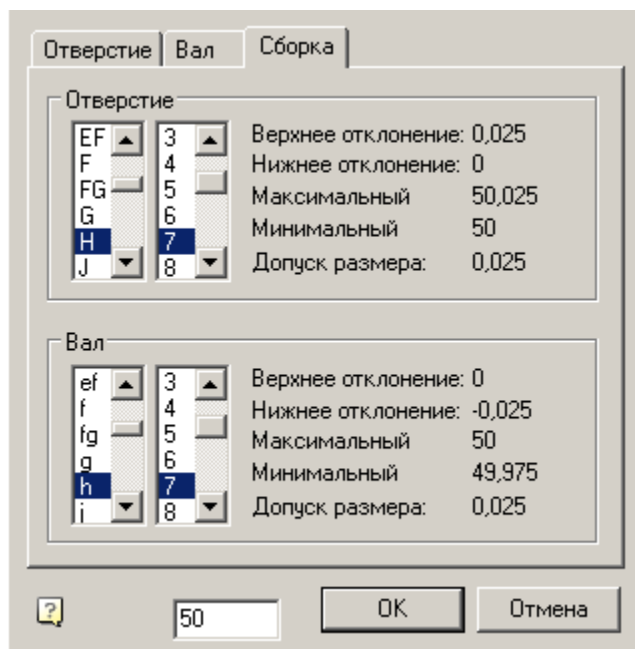 Отверстие Вал Сборка
Отверстие
EF 3 Верхнее отклонение: 0,025
F 4 Нижнее отклонение: 0
FG 5 Максимальный 50,025
G 6 Минимальный 50
H 7 Допуск размера: 0,025
J 8
Вал
ef 3 Верхнее отклонение: 0
f 4 Нижнее отклонение: -0,025
fg 5 Максимальный 50
g 6 Минимальный 49,975
h 7 Допуск размера: 0,025
j 8
? 50 OK Отмена